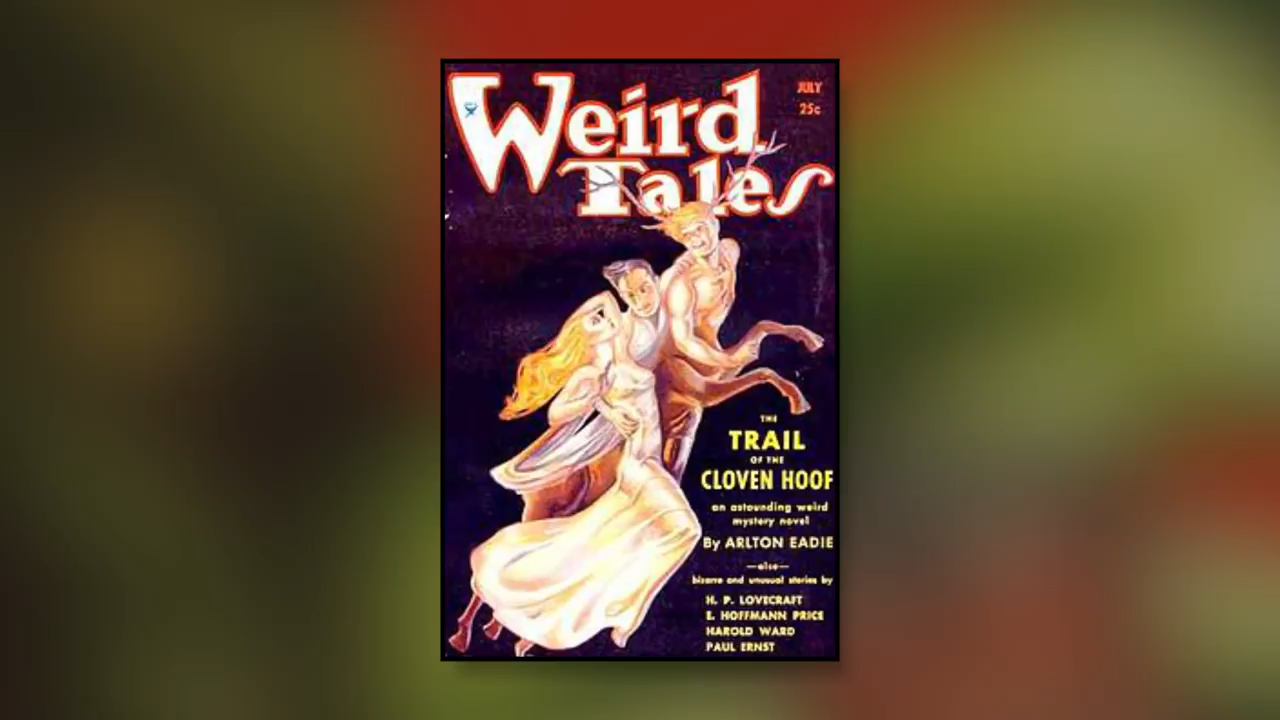 Weird
Tales
JULY
25c
THE
TRAIL
OF THE
CLOVEN HOOF
an astounding weird
mystery novel
By ARLTON EADIE
—also—
bizarre and unusual stories by
H. P. LOVECRAFT
E. HOFFMANN PRICE
HAROLD WARD
PAUL ERNST